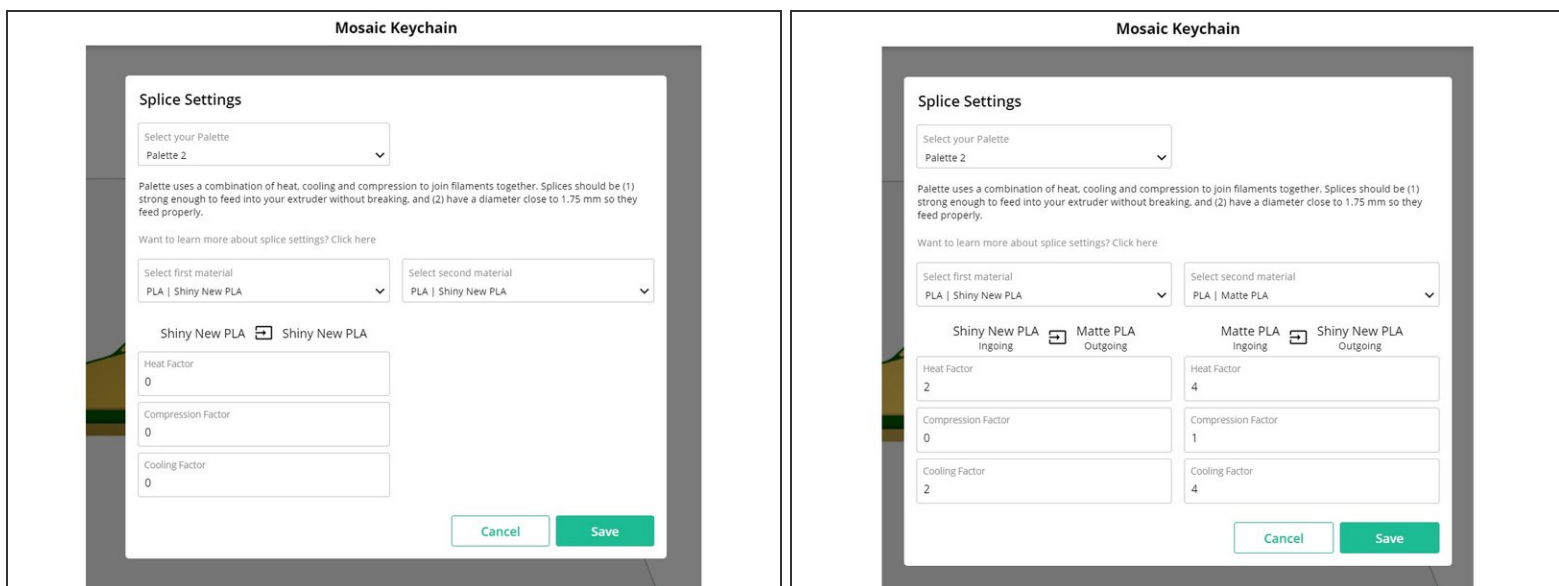 Mosaic Keychain
Splice Settings
Select your Palette
Palette 2
Palette uses a combination of heat, cooling and compression to join filaments together. Splices should be (1)
strong enough to feed into your extruder without breaking, and (2) have a diameter close to 1.75 mm so they
feed properly.
Want to learn more about splice settings? Click here
Select first material
PLA | Shiny New PLA
Select second material
PLA | Shiny New PLA
Shiny New PLA Shiny New PLA
Heat Factor
0
Compression Factor
0
Cooling Factor
0
Cancel Save
Mosaic Keychain
Splice Settings
Select your Palette
Palette 2
Palette uses a combination of heat, cooling and compression to join filaments together. Splices should be (1)
strong enough to feed into your extruder without breaking, and (2) have a diameter close to 1.75 mm so they
feed properly.
Want to learn more about splice settings? Click here
Select first material
PLA | Shiny New PLA
Select second material
PLA | Matte PLA
Shiny New PLA Matte PLA
Ingoing Outgoing
Heat Factor
2
Compression Factor
0
Cooling Factor
2
Matte PLA Shiny New PLA
Ingoing Outgoing
Heat Factor
4
Compression Factor
1
Cooling Factor
4
Cancel Save